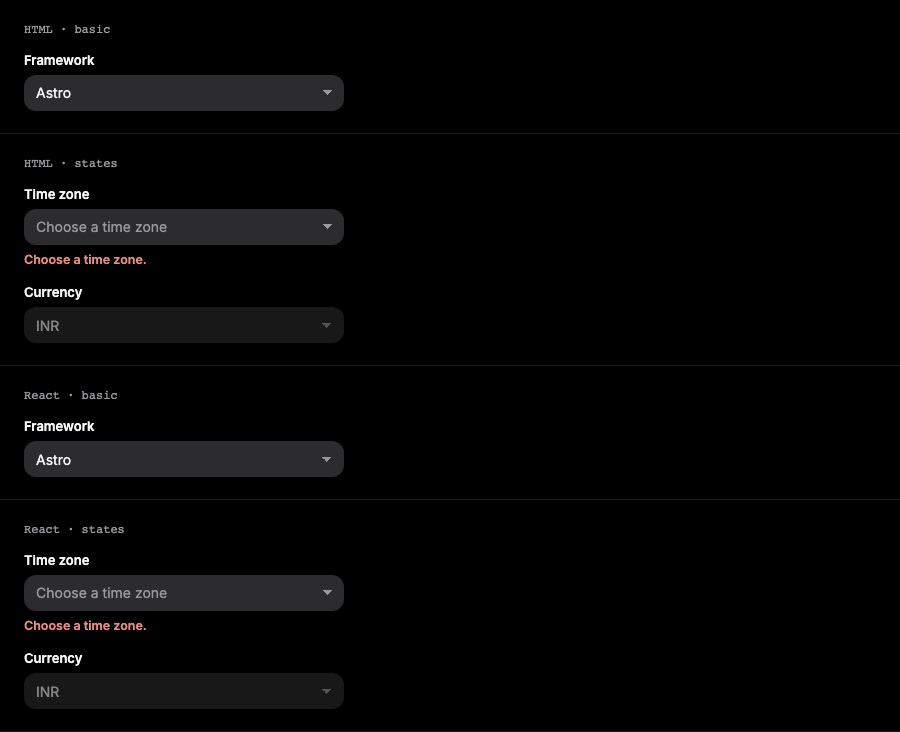 HTML · basic
Framework
Astro
HTML · states
Time zone
Choose a time zone
Choose a time zone.
Currency
INR
React · basic
Framework
Astro
React · states
Time zone
Choose a time zone
Choose a time zone.
Currency
INR